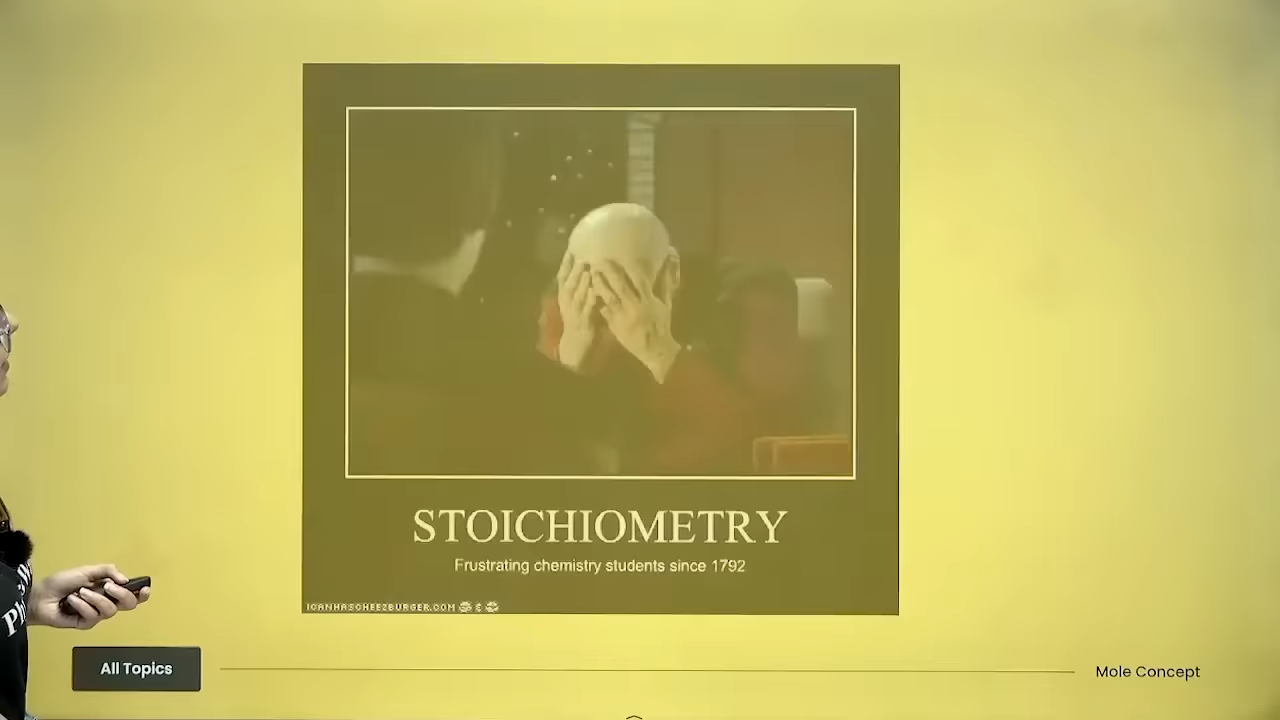 STOICHIOMETRY
Frustrating chemistry students since 1792
ICANHASCHEEZBURGER.COM
All Topics
Mole Concept